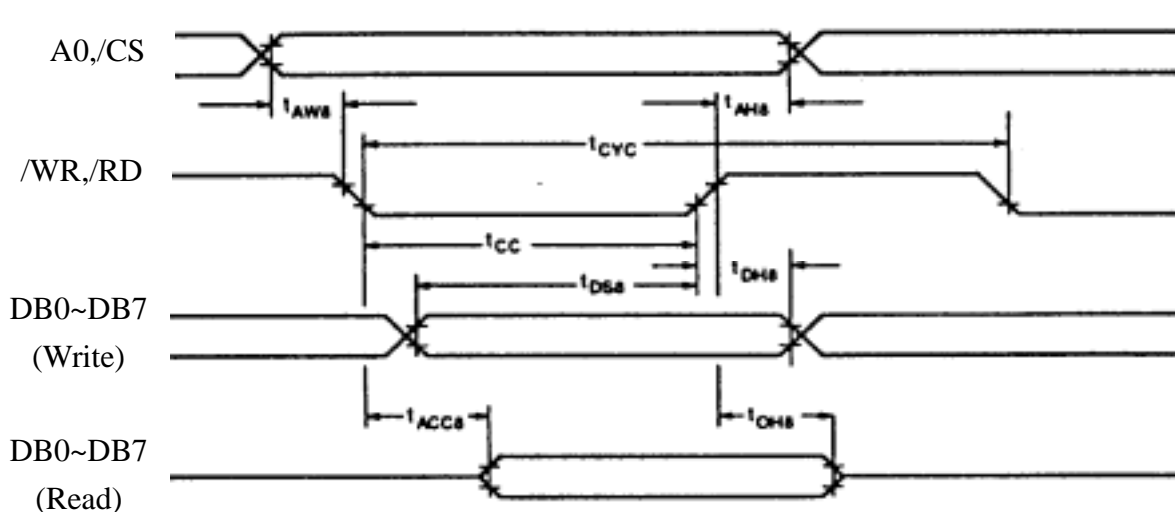 A0,/CS
tAW8
tAH8
tCYC
/WR,/RD
tCC
tDH8
tDS8
DB0~DB7
(Write)
tACC8
tOH8
DB0~DB7
(Read)